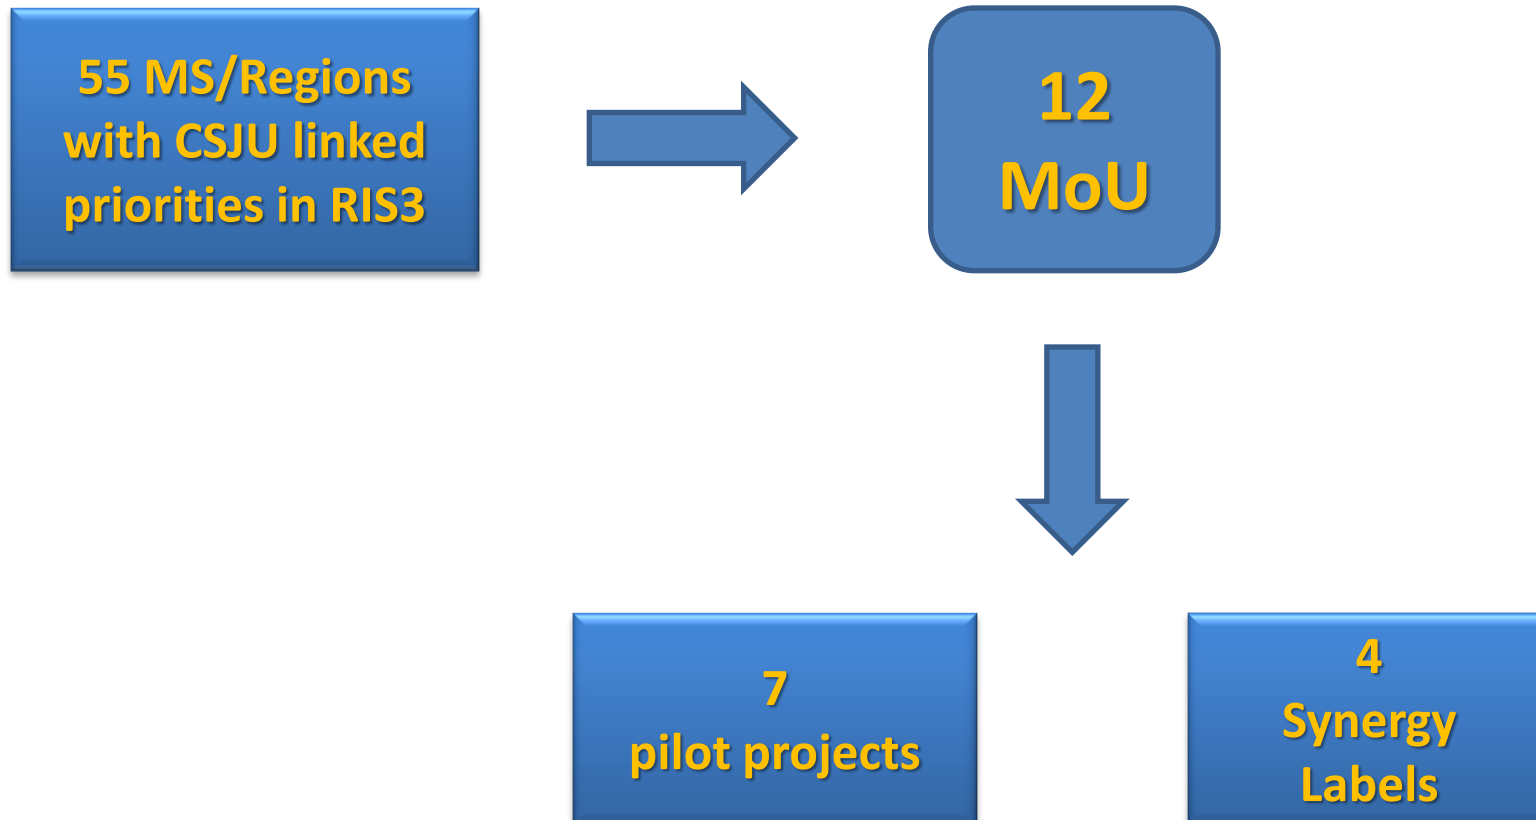 55 MS/Regions
with CSJU linked
priorities in RIS3
12
MoU
7
pilot projects
4
Synergy
Labels